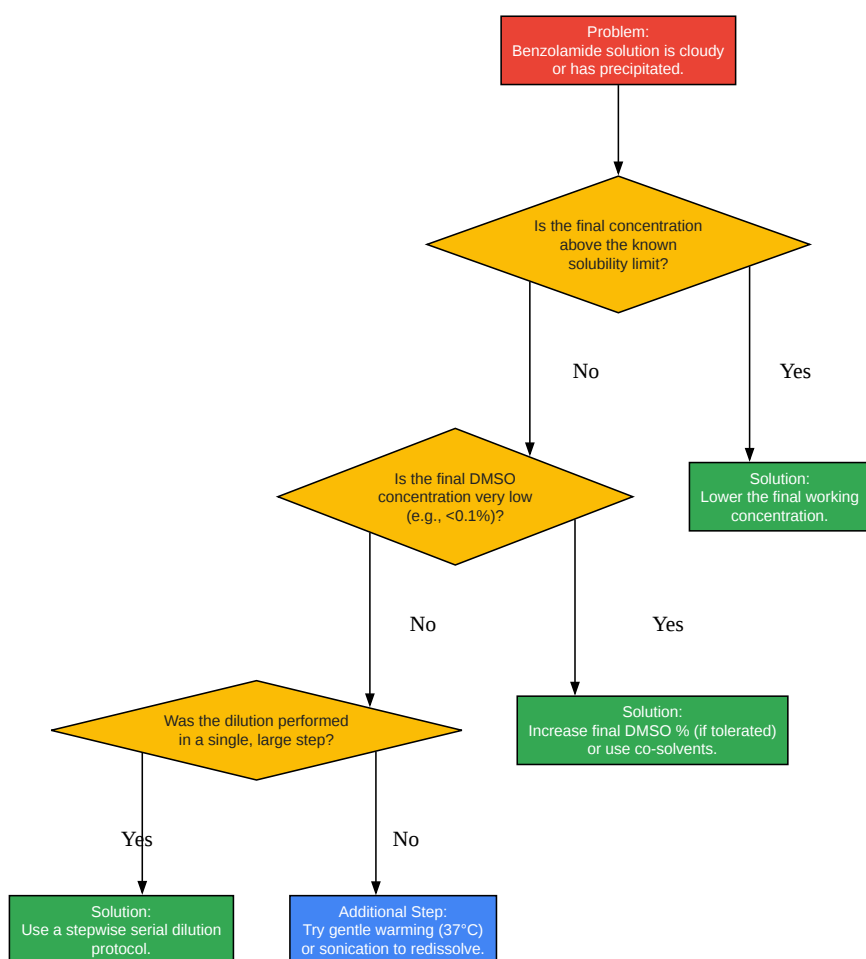 Problem:
Benzolamide solution is cloudy
or has precipitated.
Is the final concentration
above the known
solubility limit?
No
Yes
Is the final DMSO
concentration very low
(e.g., <0.1%)?
Solution:
Lower the final working
concentration.
No
Yes
Was the dilution performed
in a single, large step?
Solution:
Increase final DMSO % (if tolerated)
or use co-solvents.
Yes
No
Solution:
Use a stepwise serial dilution
protocol.
Additional Step:
Try gentle warming (37°C)
or sonication to redissolve.